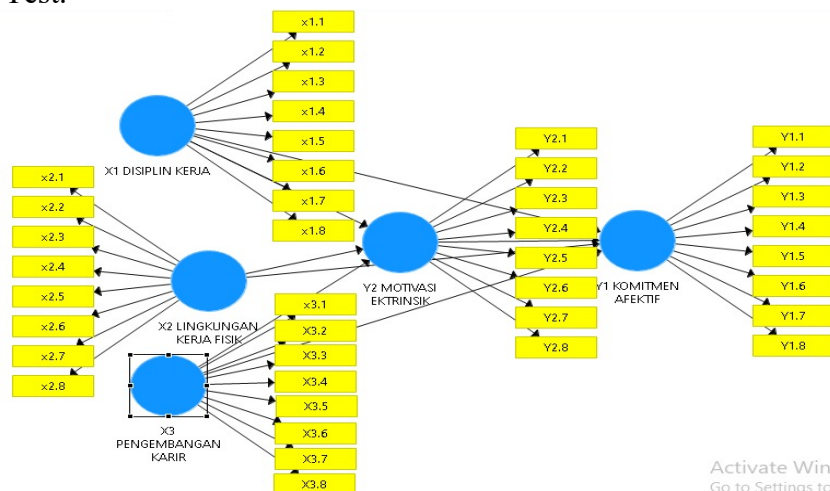 Test.
x1.1
x1.2
x1.3
x1.4
x1.5
x1.6
x1.7
x1.8
X1 DISIPLIN KERJA
x2.1
x2.2
x2.3
x2.4
x2.5
x2.6
x2.7
x2.8
X2 LINGKUNGAN
KERJA FISIK
x3.1
X3.2
X3.3
X3.4
X3.5
X3.6
X3.7
X3.8
X3
PENGEMBANGAN
KARIR
Y2 MOTIVASI
EKTRINSIK
Y2.1
Y2.2
Y2.3
Y2.4
Y2.5
Y2.6
Y2.7
Y2.8
Y1 KOMITMEN
AFEKTIF
Y1.1
Y1.2
Y1.3
Y1.4
Y1.5
Y1.6
Y1.7
Y1.8
Activate Win
Go to Settings to